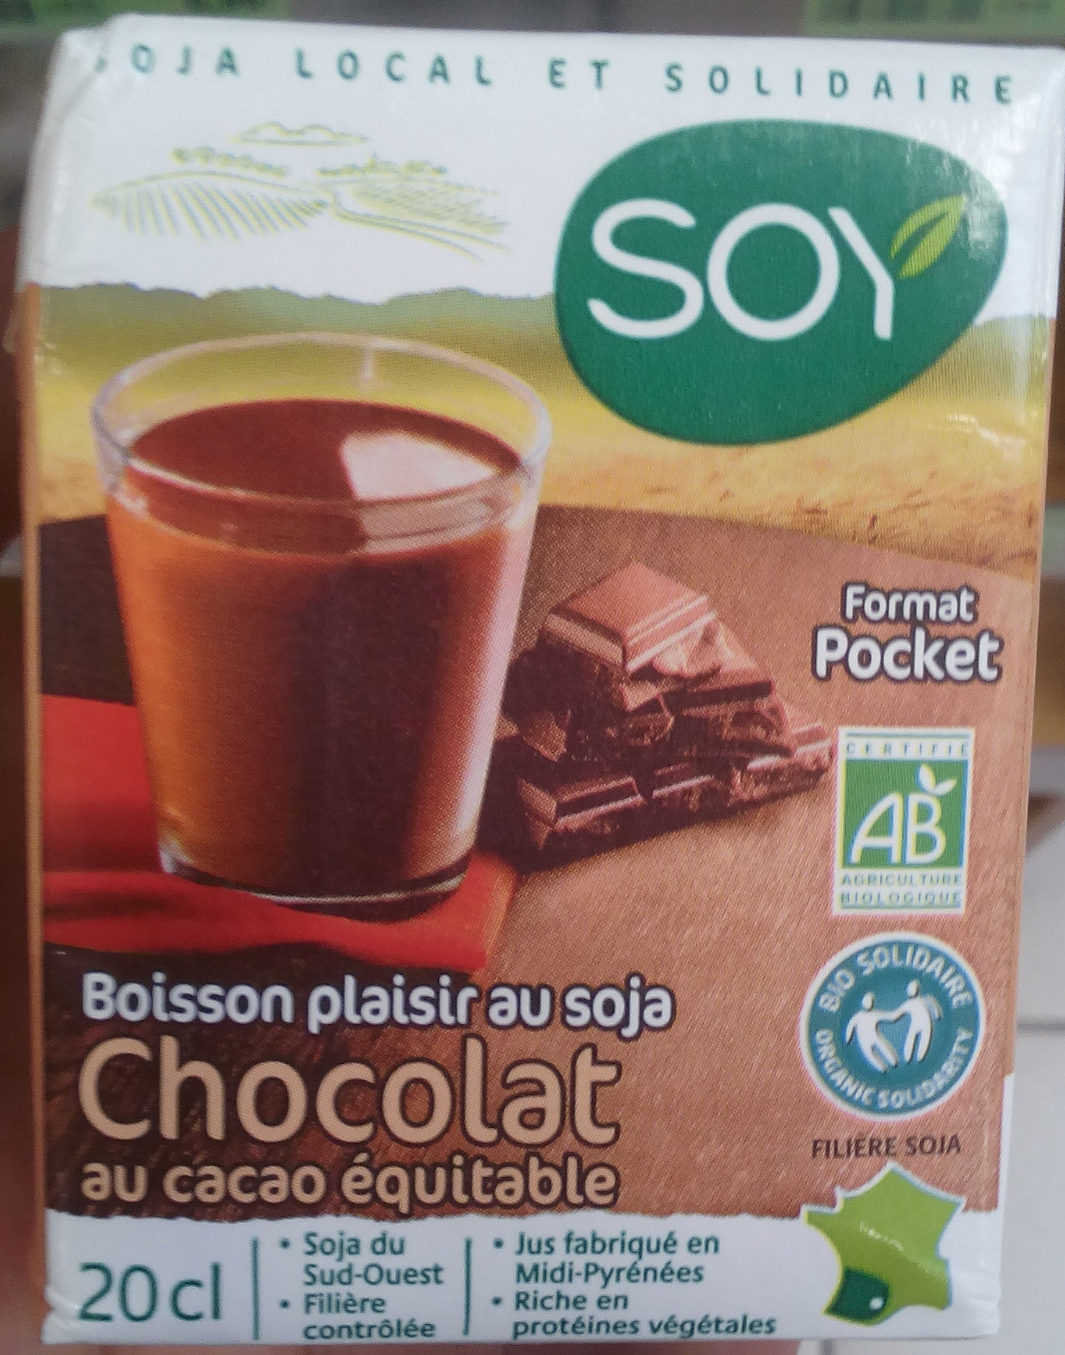 SOJA LOCAL ET SOLIDAIRE
SOY
Format
Pocket
CERTIFIÉ
AB
AGRICULTURE
BIOLOGIQUE
BIO SOLIDAIRE
ORGANIC SOLIDARITY
FILIÈRE SOJA
Boisson plaisir au soja
Chocolat
au cacao équitable
20 cl
• Soja du
Sud-Ouest
• Filière
contrôlée
• Jus fabriqué en
Midi-Pyrénées
• Riche en
protéines végétales